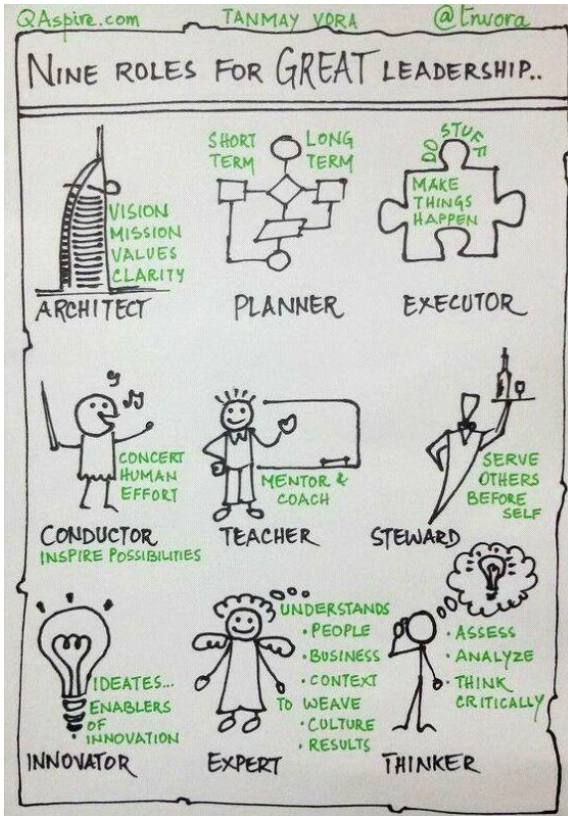 QAspire.com TANMAY VORA @tnvora
NINE ROLES FOR GREAT LEADERSHIP..
VISION
MISSION
VALUES
CLARITY
ARCHITECT
SHORT TERM
LONG TERM
PLANNER
DO STUFF
MAKE
THINGS
HAPPEN
EXECUTOR
CONCERT
HUMAN
EFFORT
CONDUCTOR
INSPIRE POSSIBILITIES
MENTOR &
COACH
TEACHER
SERVE
OTHERS
BEFORE
SELF
STEWARD
IDEATES...
ENABLERS
OF
INNOVATION
INNOVATOR
UNDERSTANDS
• PEOPLE
• BUSINESS
• CONTEXT
TO WEAVE
• CULTURE
• RESULTS
EXPERT
• ASSESS
• ANALYZE
• THINK
CRITICALLY
THINKER